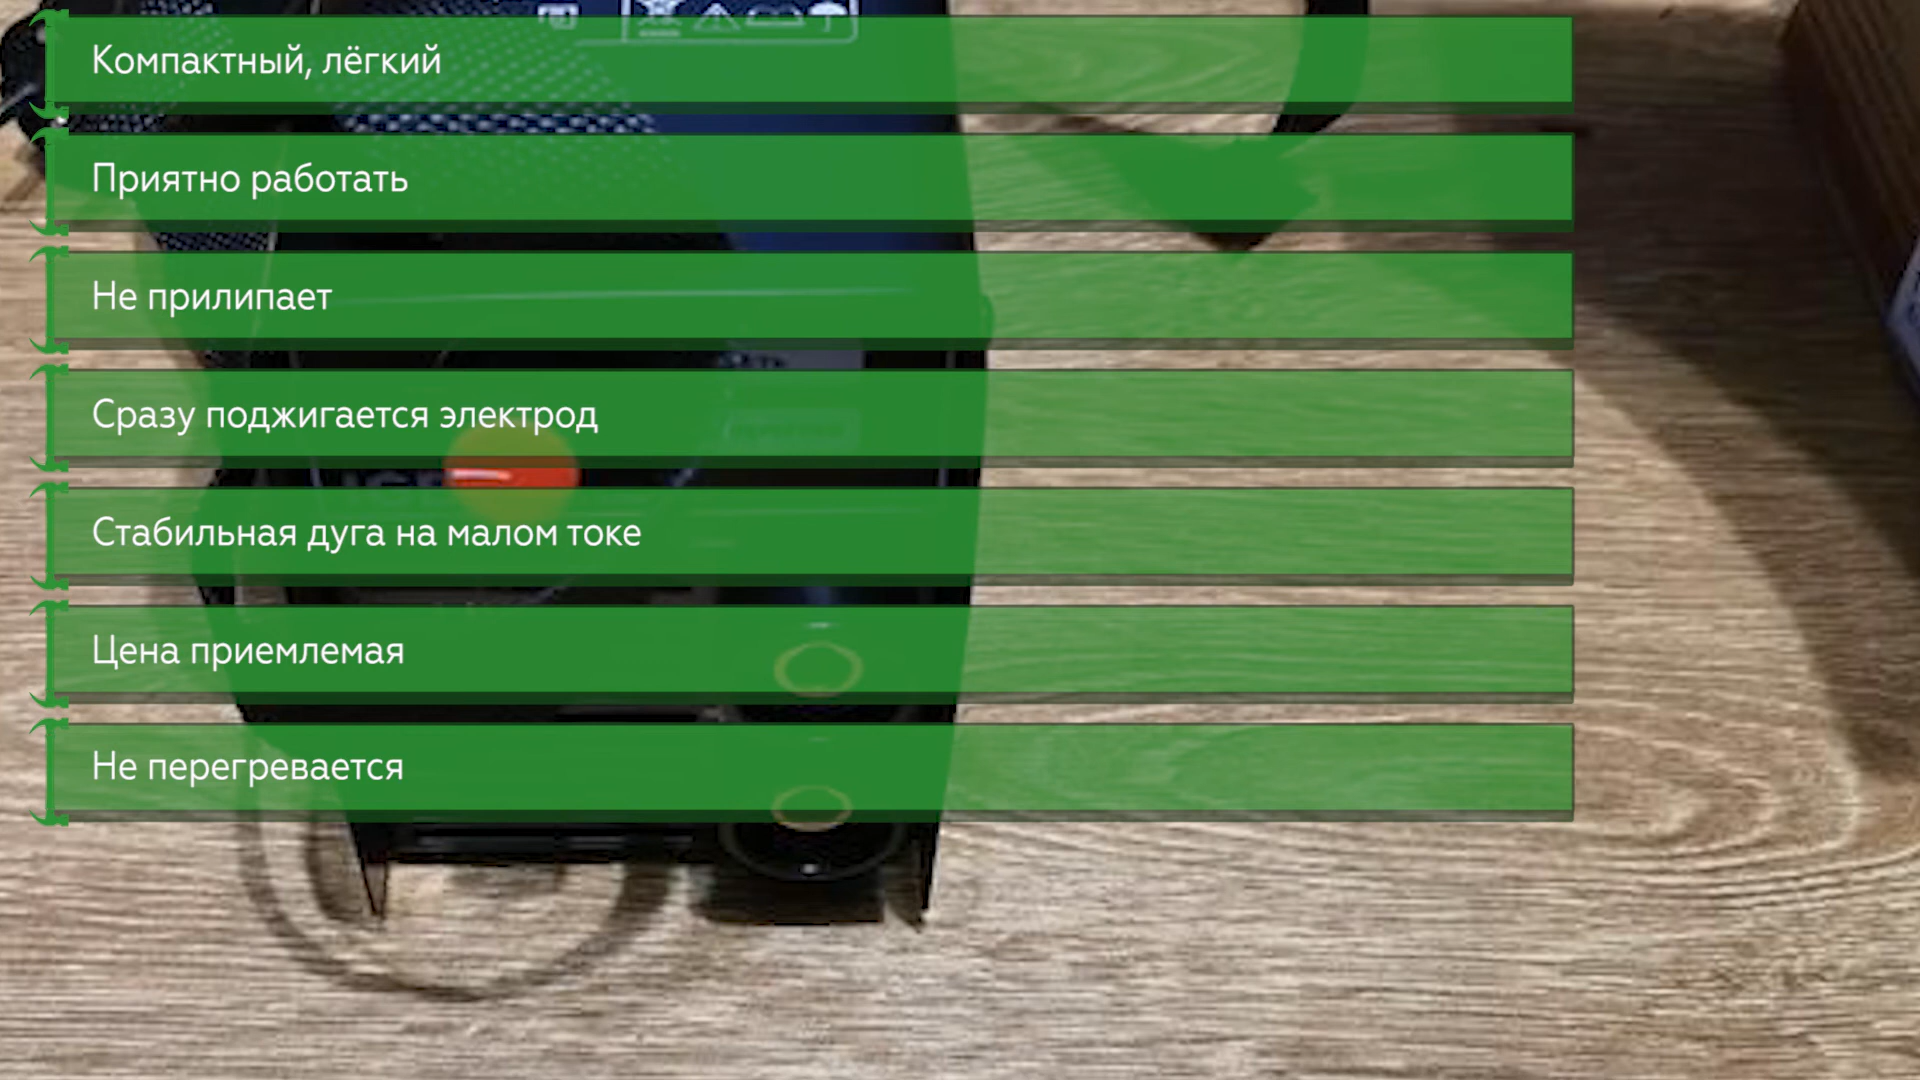 Компактный, лёгкий
Приятно работать
Не прилипает
Сразу поджигается электрод
Стабильная дуга на малом токе
Цена приемлемая
Не перегревается